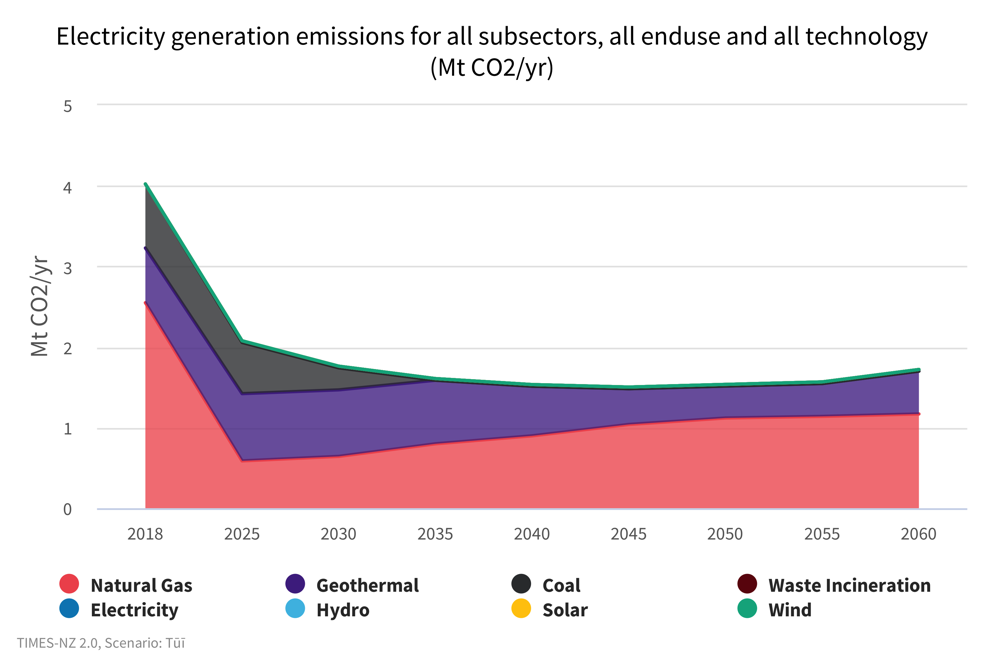 Electricity generation emissions for all subsectors, all enduse and all technology
(Mt CO2/yr)
Mt CO2/yr
5
4
3
2
1
0
2018 2025 2030 2035 2040 2045 2050 2055 2060
Natural Gas Geothermal Coal Waste Incineration
Electricity Hydro Solar Wind
TIMES-NZ 2.0, Scenario: Tūī